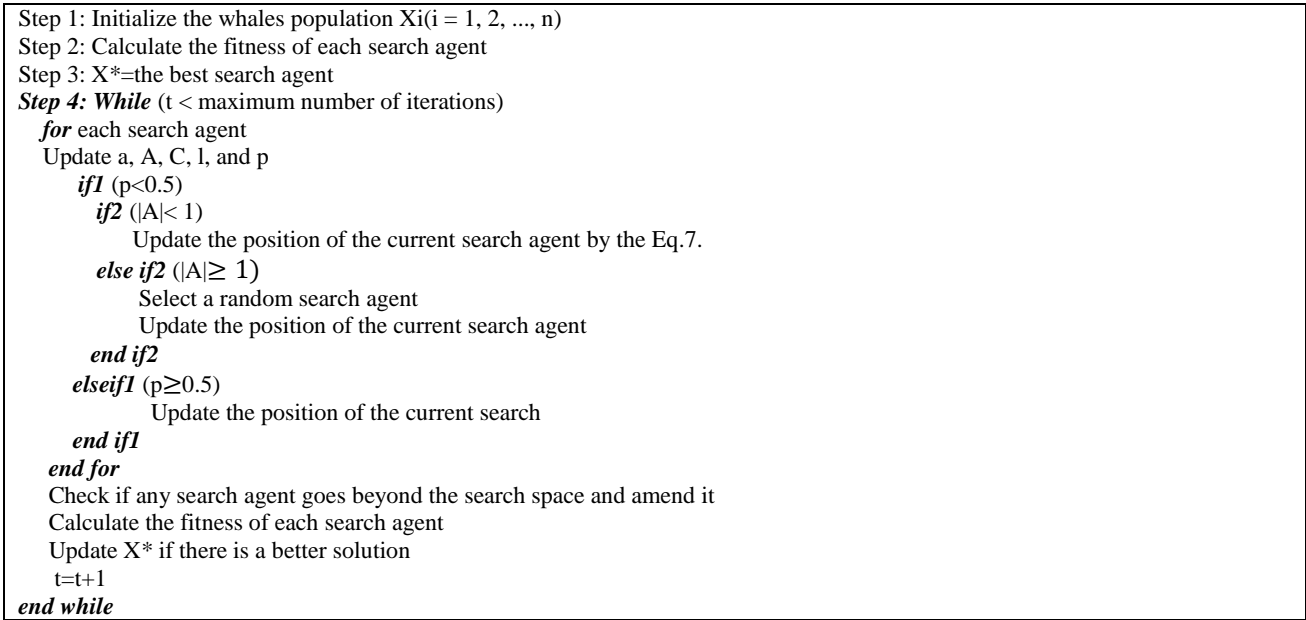 Step 1: Initialize the whales population Xi(i = 1, 2, ..., n)
Step 2: Calculate the fitness of each search agent
Step 3: X*=the best search agent
Step 4: While (t < maximum number of iterations)
for each search agent
Update a, A, C, l, and p
if1 (p<0.5)
if2 (|A|< 1)
Update the position of the current search agent by the Eq.7.
else if2 (|A|≥ 1)
Select a random search agent
Update the position of the current search agent
end if2
elseif1 (p≥0.5)
Update the position of the current search
end if1
end for
Check if any search agent goes beyond the search space and amend it
Calculate the fitness of each search agent
Update X* if there is a better solution
t=t+1
end while